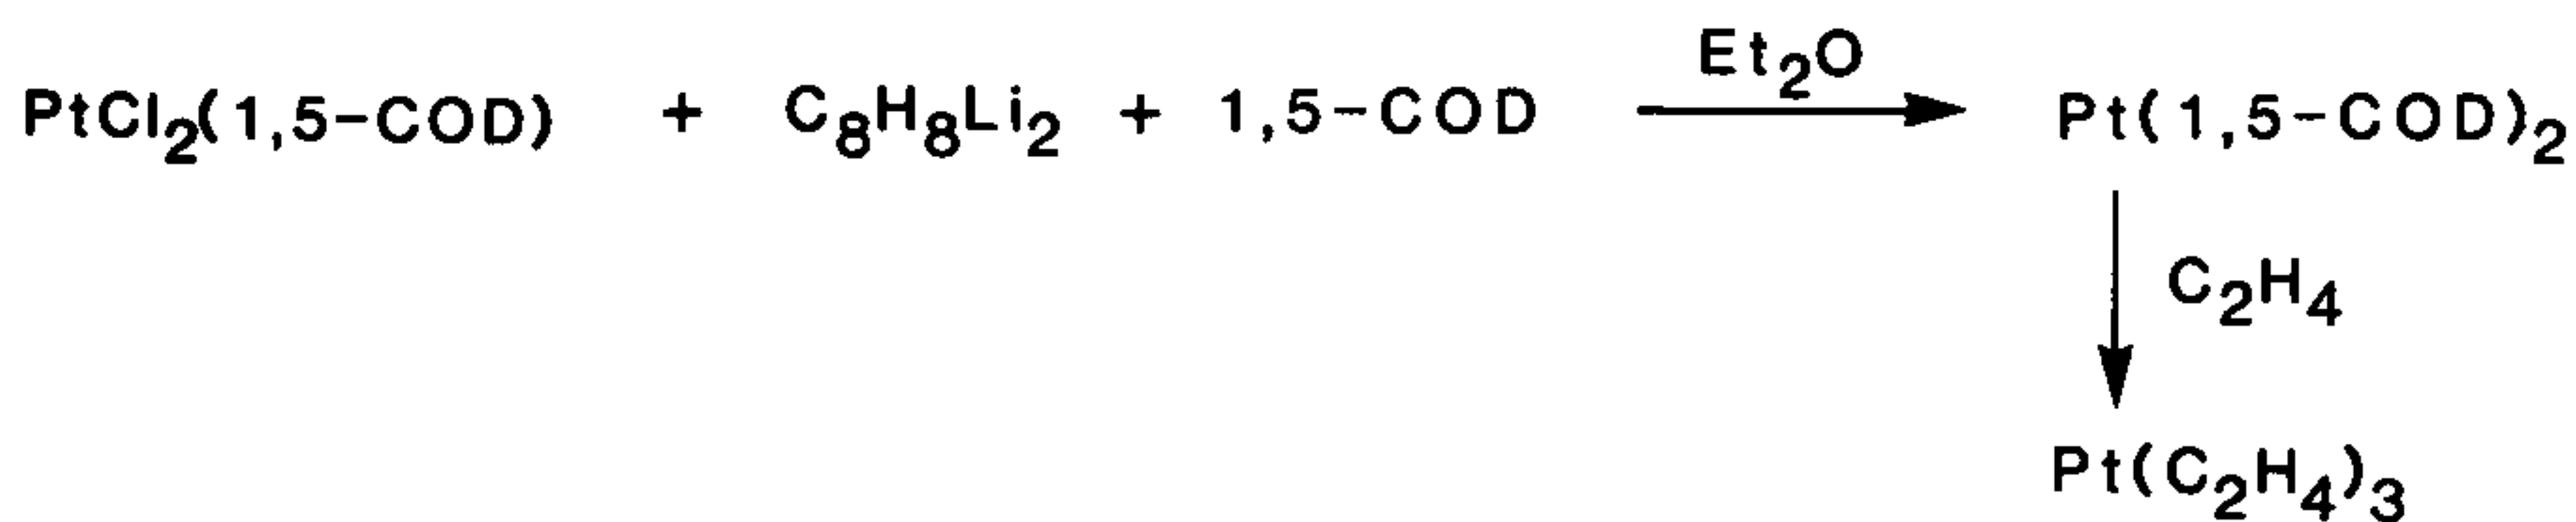 Et₂O
PtCl₂(1,5-COD) + C₈H₈Li₂ + 1,5-COD Pt(1,5-COD)₂
C₂H₄
Pt(C₂H₄)₃